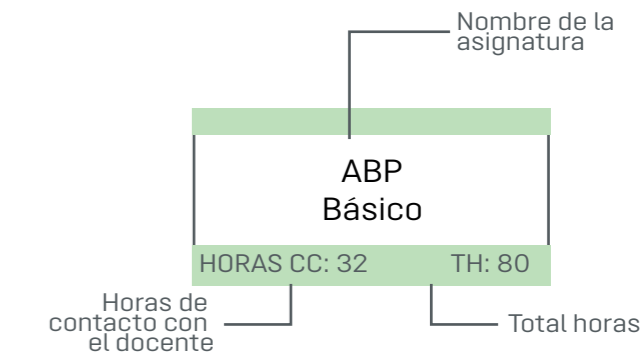 Nombre de la
asignatura
ABP
Básico
HORAS CC: 32 TH: 80
Horas de
contacto con
el docente
Total horas